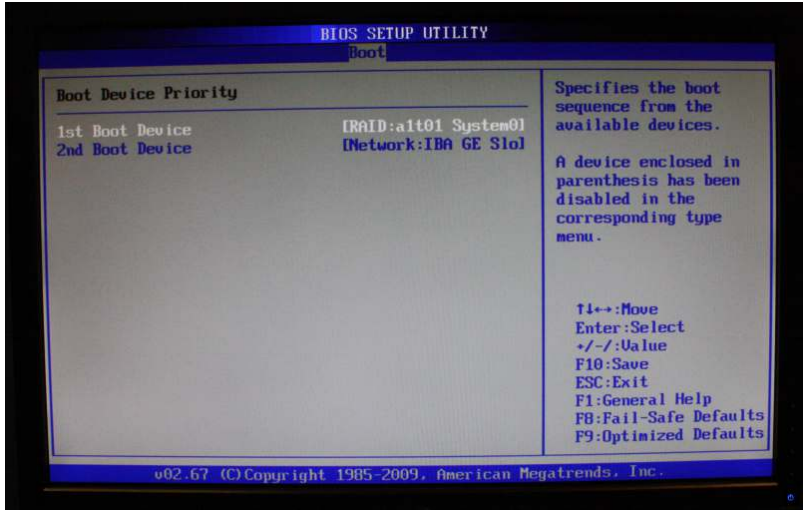 BIOS SETUP UTILITY
Boot
Boot Device Priority
1st Boot Device [RAID:a1t01 System0]
2nd Boot Device [Network:IBA GE Slo]
Specifies the boot
sequence from the
available devices.
A device enclosed in
parenthesis has been
disabled in the
corresponding type
menu.
↑↓↔:Move
Enter:Select
+/-/:Value
F10:Save
ESC:Exit
F1:General Help
F8:Fail-Safe Defaults
F9:Optimized Defaults
v02.67 (C)Copyright 1985-2009, American Megatrends, Inc.